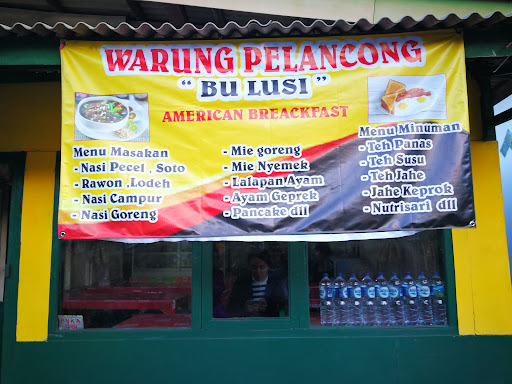 WARUNG PELANCONG
" BU LUSI "
AMERICAN BREACKFAST
Menu Masakan
- Nasi Pecel , Soto
- Rawon ,Lodeh
- Nasi Campur
- Nasi Goreng
- Mie goreng
- Mie Nyemek
- Lalapan Ayam
- Ayam Geprek
- Pancake dll
Menu Minuman
- Teh Panas
- Teh Susu
- Teh Jahe
- Jahe Keprok
- Nutrisari dll